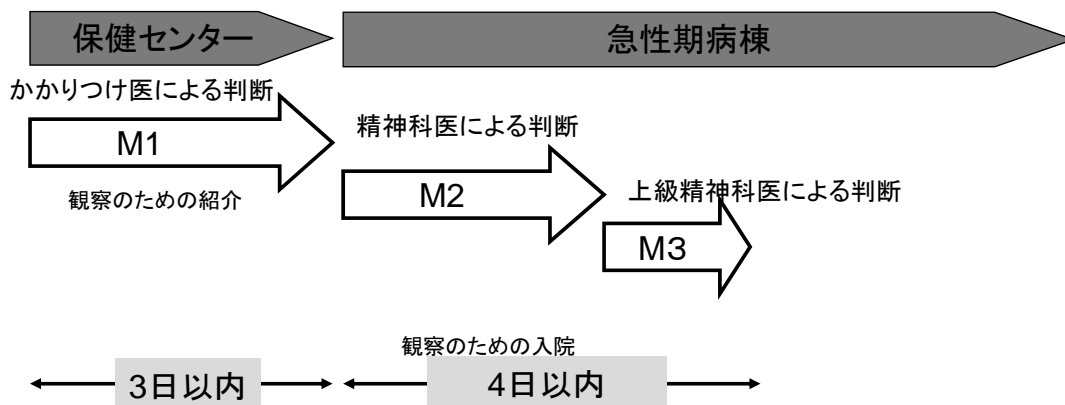 保健センター
急性期病棟
かかりつけ医による判断
M1
精神科医による判断
観察のための紹介
M2
上級精神科医による判断
M3
観察のための入院
3日以内
4日以内